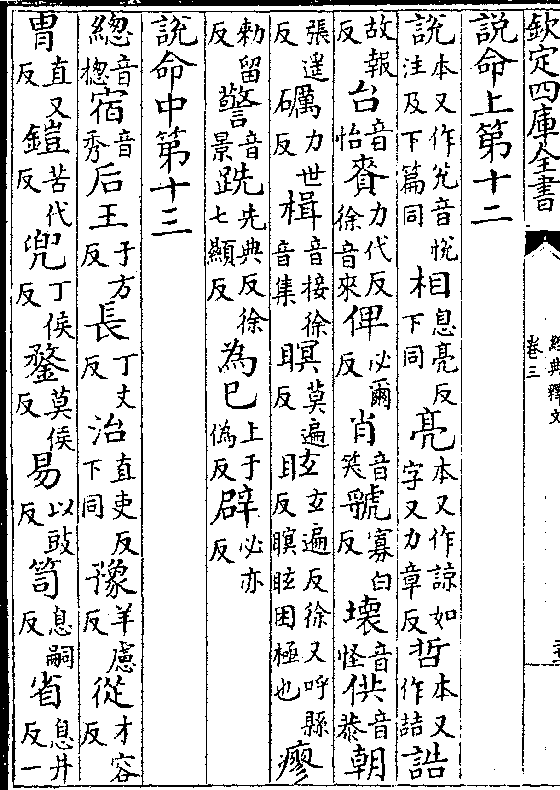 欽定四庫全書
經典釋文
卷三
説命上第十二
説本又作兊音悅注及下篇同相息亮反下同亮本又作諒如字又力章反哲本又作喆誥
故報反台音怡賚力代反徐音來俾必爾反肖音笑虢寡白反壊音怪供音恭朝
張遥反礪力世反楫音接徐音集瞑莫遍反眩玄遍反徐又呼縣反瞑眩困極也瘳
勅留反警音景跣先典反徐七顯反為巳上于偽反辟必亦反
説命中第十三
緫音揔宿音秀后王于方反長丁丈反治直吏反下同豫羊慮反從才容反
胄直又反鎧苦代反兜丁侯反鍪莫侯反易以豉反笥息嗣反省息井反一